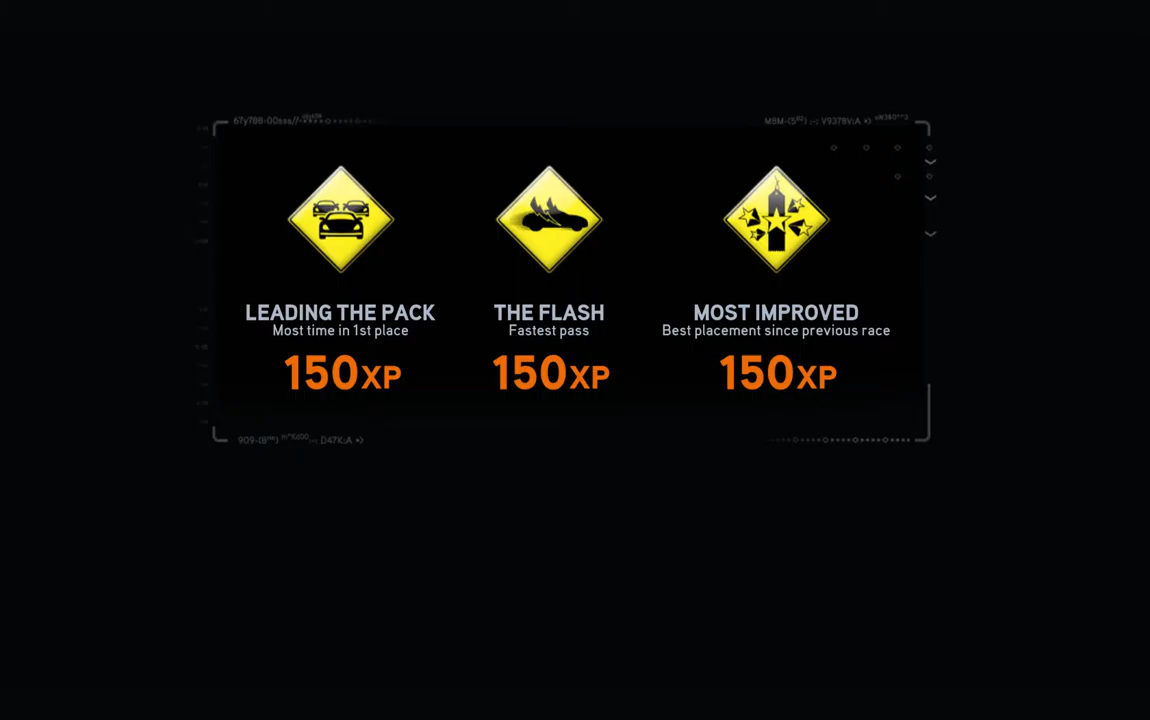 LEADING THE PACK
Most time in 1st place
150XP
THE FLASH
Fastest pass
150XP
MOST IMPROVED
Best placement since previous race
150XP